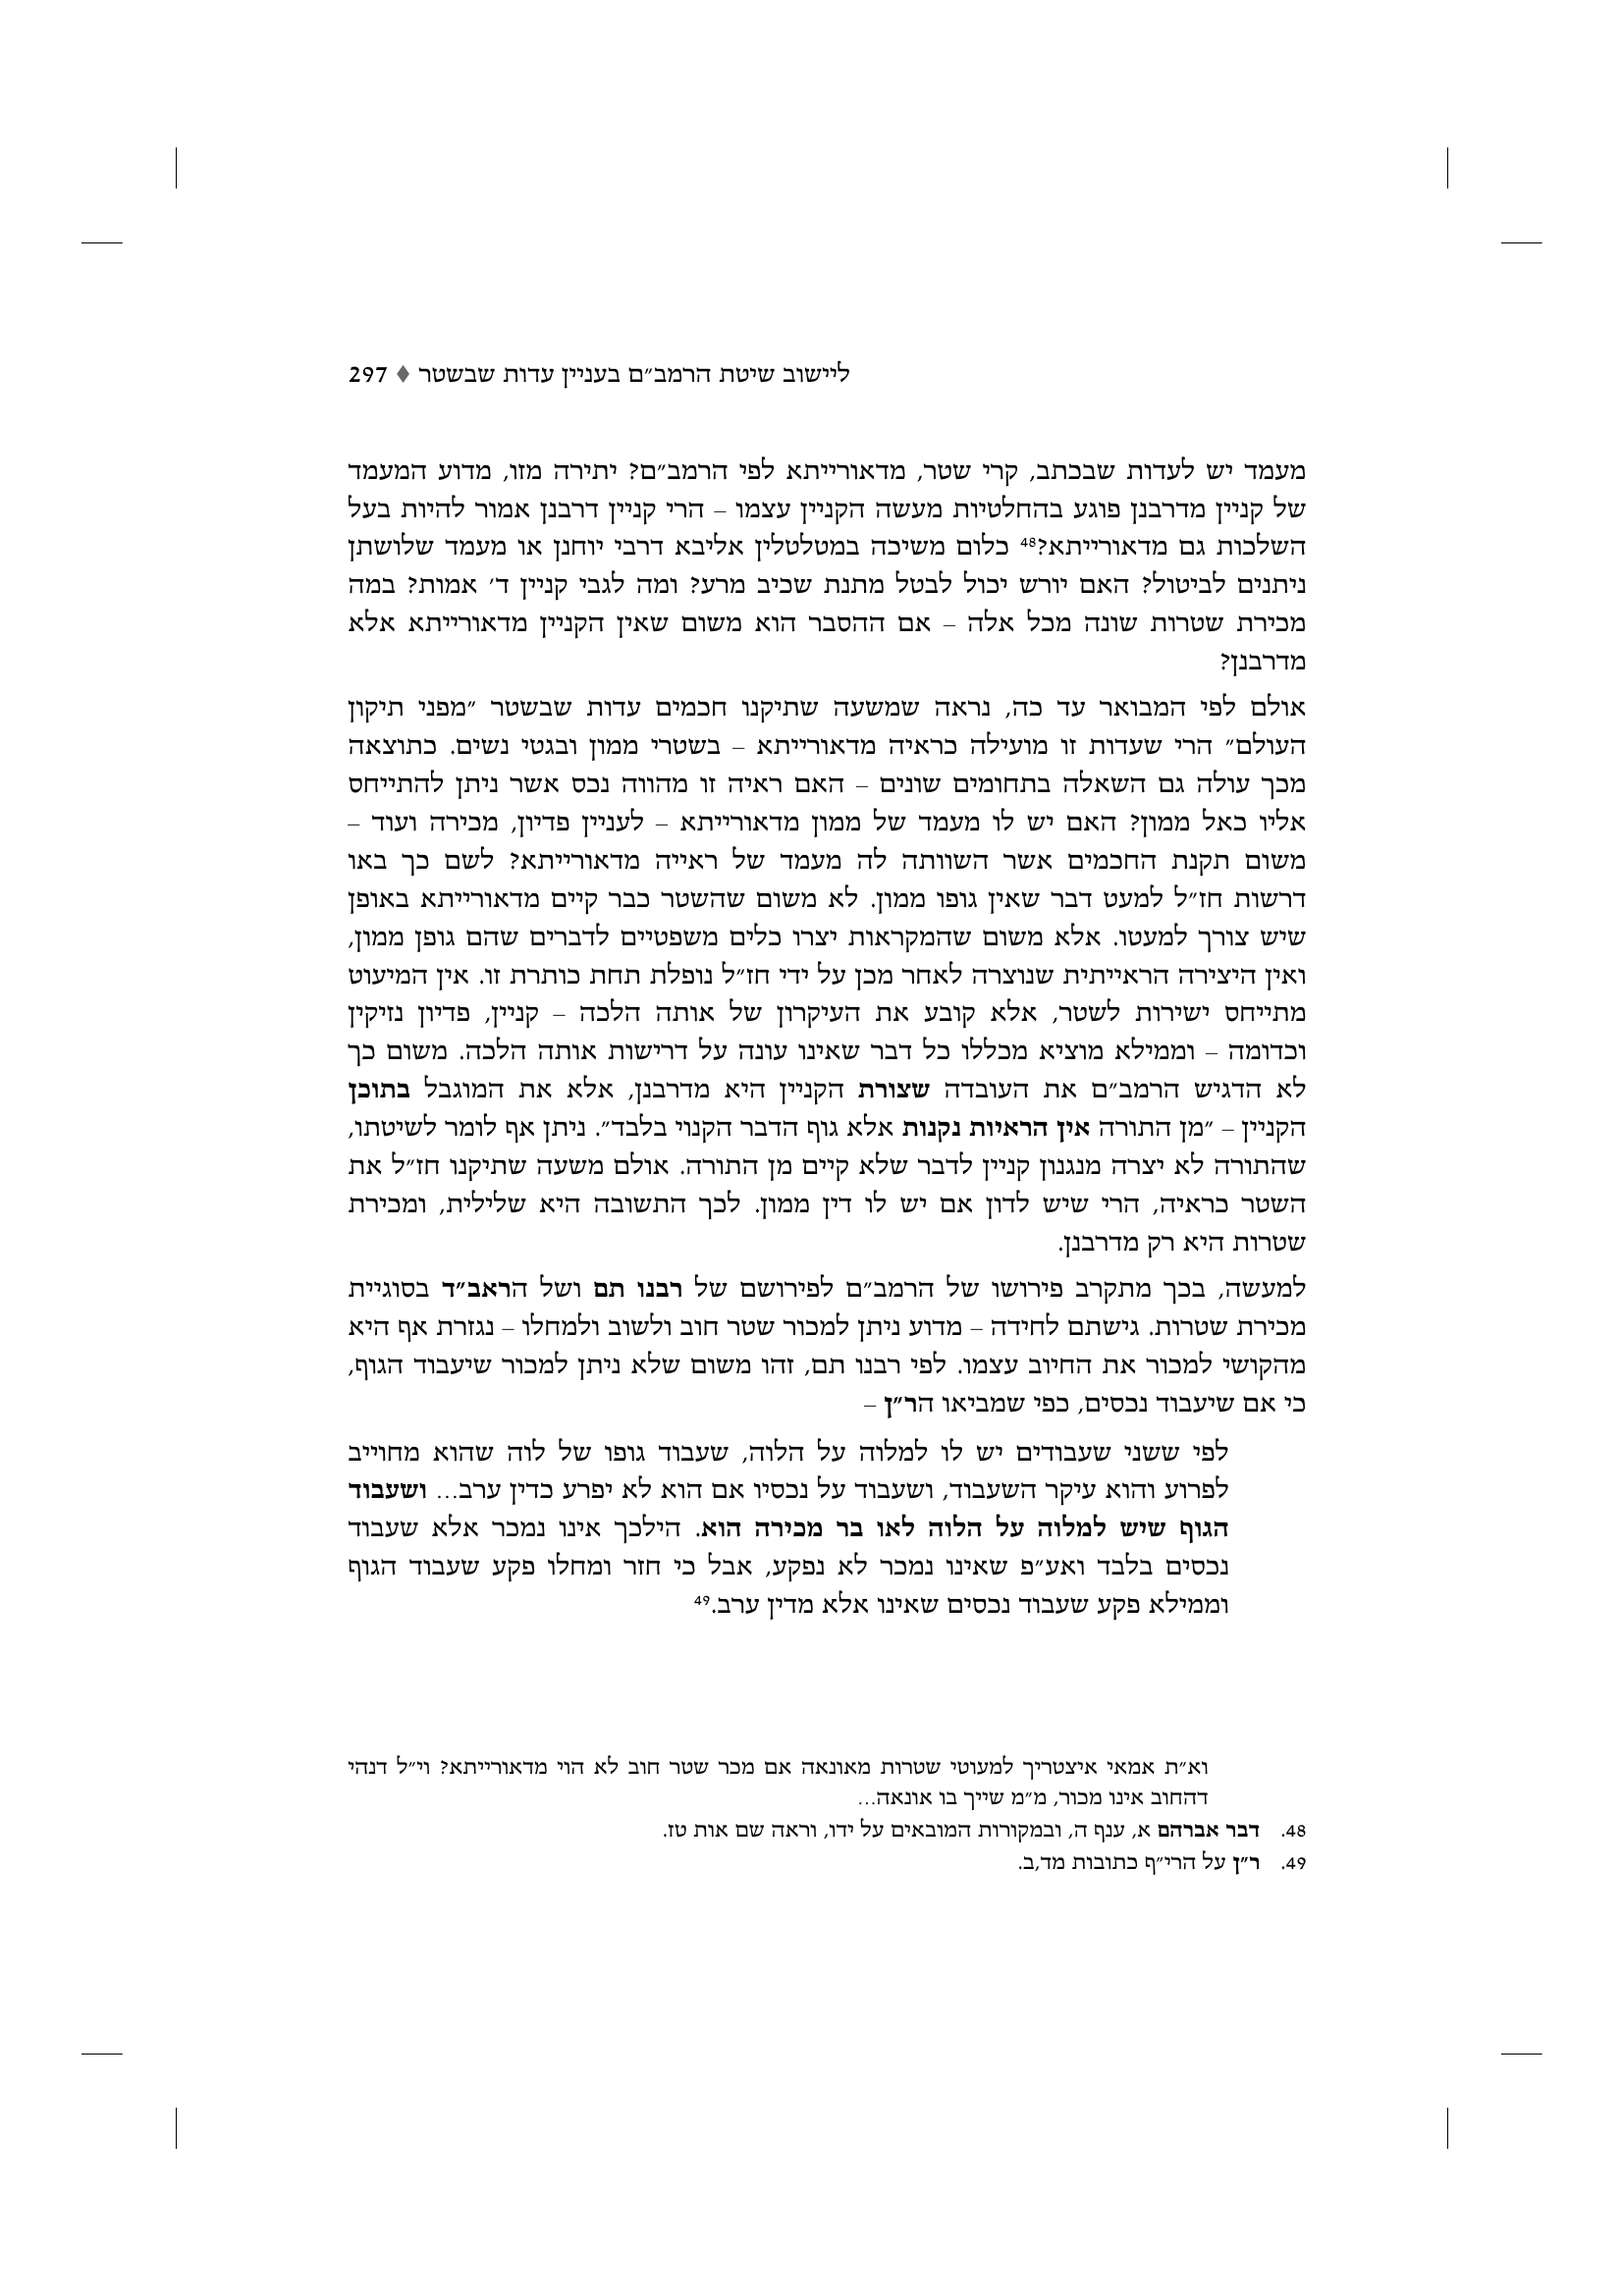 ליישוב שיטת הרמב״ם בעניין עדות שבשטר ♦ 297
מעמד יש לעדות שבכתב, קרי שטר, מדאורייתא לפי הרמב״ם? יתירה מזו, מדוע המעמד
של קניין מדרבנן פוגע בהחלטיות מעשה הקניין עצמו – הרי קניין דרבנן אמור להיות בעל
השלכות גם מדאורייתא?48 כלום משיכה במטלטלין אליבא דרבי יוחנן או מעמד שלושתן
ניתנים לביטול? האם יורש יכול לבטל מתנת שכיב מרע? ומה לגבי קניין ד׳ אמות? במה
מכירת שטרות שונה מכל אלה – אם ההסבר הוא משום שאין הקניין מדאורייתא אלא
מדרבנן?
אולם לפי המבואר עד כה, נראה שמשעה שתיקנו חכמים עדות שבשטר ״מפני תיקון
העולם״ הרי שעדות זו מועילה כראיה מדאורייתא – בשטרי ממון ובגטי נשים. כתוצאה
מכך עולה גם השאלה בתחומים שונים – האם ראיה זו מהווה נכס אשר ניתן להתייחס
אליו כאל ממון? האם יש לו מעמד של ממון מדאורייתא – לעניין פדיון, מכירה ועוד –
משום תקנת החכמים אשר השוותה לה מעמד של ראייה מדאורייתא? לשם כך באו
דרשות חז״ל למעט דבר שאין גופו ממון. לא משום שהשטר כבר קיים מדאורייתא באופן
שיש צורך למעטו. אלא משום שהמקראות יצרו כלים משפטיים לדברים שהם גופן ממון,
ואין היצירה הראייתית שנוצרה לאחר מכן על ידי חז״ל נופלת תחת כותרת זו. אין המיעוט
מתייחס ישירות לשטר, אלא קובע את העיקרון של אותה הלכה – קניין, פדיון נזיקין
וכדומה – וממילא מוציא מכללו כל דבר שאינו עונה על דרישות אותה הלכה. משום כך
לא הדגיש הרמב״ם את העובדה שצורת הקניין היא מדרבנן, אלא את המוגבל בתוכן
הקניין – ״מן התורה אין הראיות נקנות אלא גוף הדבר הקנוי בלבד״. ניתן אף לומר לשיטתו,
שהתורה לא יצרה מנגנון קניין לדבר שלא קיים מן התורה. אולם משעה שתיקנו חז״ל את
השטר כראיה, הרי שיש לדון אם יש לו דין ממון. לכך התשובה היא שלילית, ומכירת
שטרות היא רק מדרבנן.
למעשה, בכך מתקרב פירושו של הרמב״ם לפירושם של רבנו תם ושל הראב״ד בסוגיית
מכירת שטרות. גישתם לחידה – מדוע ניתן למכור שטר חוב ולשוב ולמחלו – נגזרת אף היא
מהקושי למכור את החיוב עצמו. לפי רבנו תם, זהו משום שלא ניתן למכור שיעבוד הגוף,
כי אם שיעבוד נכסים, כפי שמביאו הר״ן –
לפי ששני שעבודים יש לו למלוה על הלוה, שעבוד גופו של לוה שהוא מחוייב
לפרוע והוא עיקר השעבוד, ושעבוד על נכסיו אם הוא לא יפרע כדין ערב... ושעבוד
הגוף שיש למלוה על הלוה לאו בר מכירה הוא. הילכך אינו נמכר אלא שעבוד
נכסים בלבד ואע״פ שאינו נמכר לא נפקע, אבל כי חזר ומחלו פקע שעבוד הגוף
וממילא פקע שעבוד נכסים שאינו אלא מדין ערב.49
וא״ת אמאי איצטריך למעוטי שטרות מאונאה אם מכר שטר חוב לא הוי מדאורייתא? וי״ל דנהי
דהחוב אינו מכור, מ״מ שייך בו אונאה...
48. דבר אברהם א, ענף ה, ובמקורות המובאים על ידו, וראה שם אות טז.
49. ר״ן על הרי״ף כתובות מד,ב.